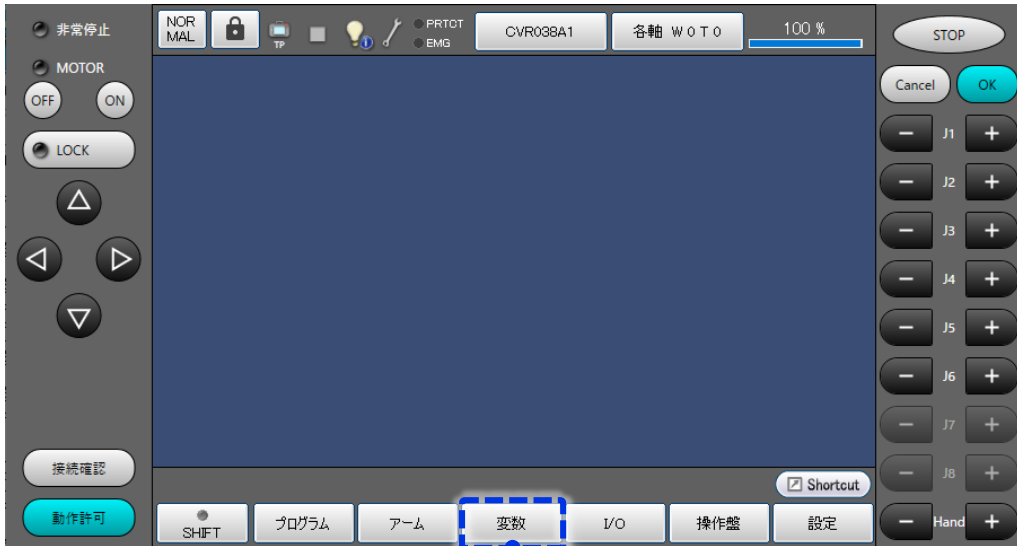 非常停止
MOTOR
OFF ON
LOCK
接続確認
動作許可
NOR
MAL
TP
PRTCT
EMG
CVR038A1
各軸 W 0 T 0
100 %
Shortcut
SHIFT
プログラム
アーム
変数
I/O
操作盤
設定
STOP
Cancel OK
− J1 +
− J2 +
− J3 +
− J4 +
− J5 +
− J6 +
− J7 +
− J8 +
− Hand +